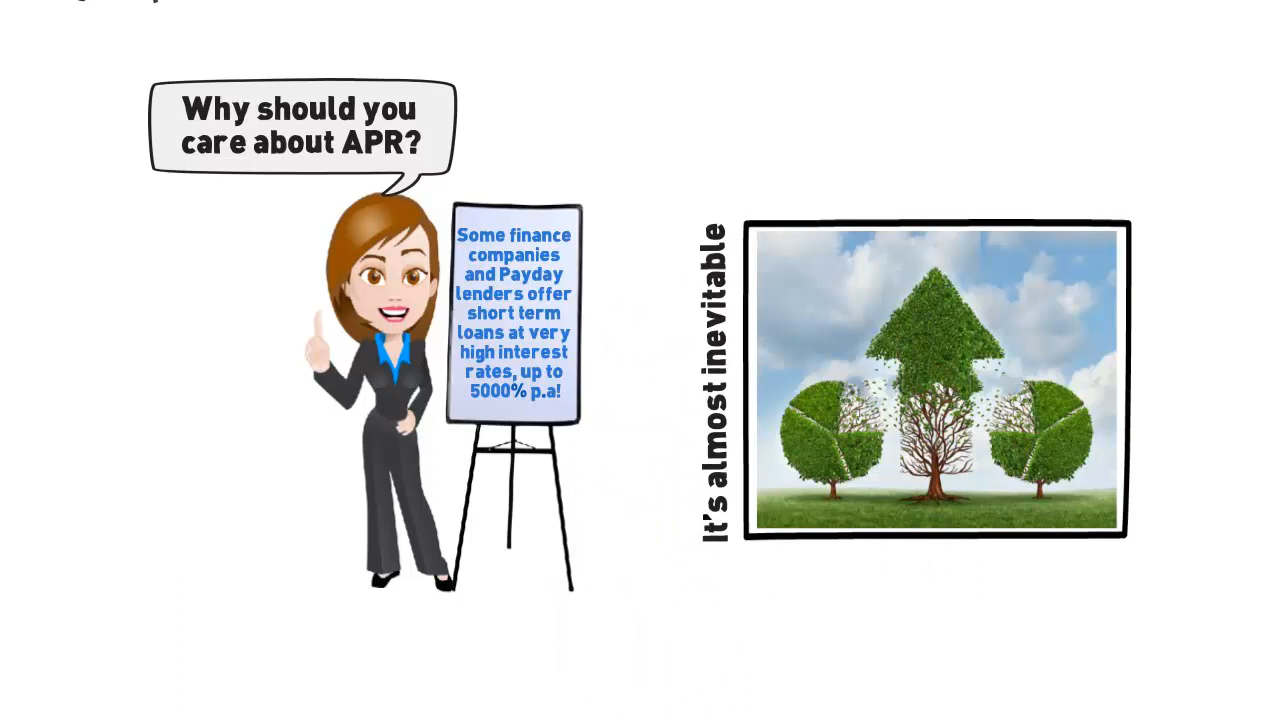 Why should you
care about APR?
Some finance
companies
and Payday
lenders offer
short term
loans at very
high interest
rates, up to
5000% p.a!
It's almost inevitable